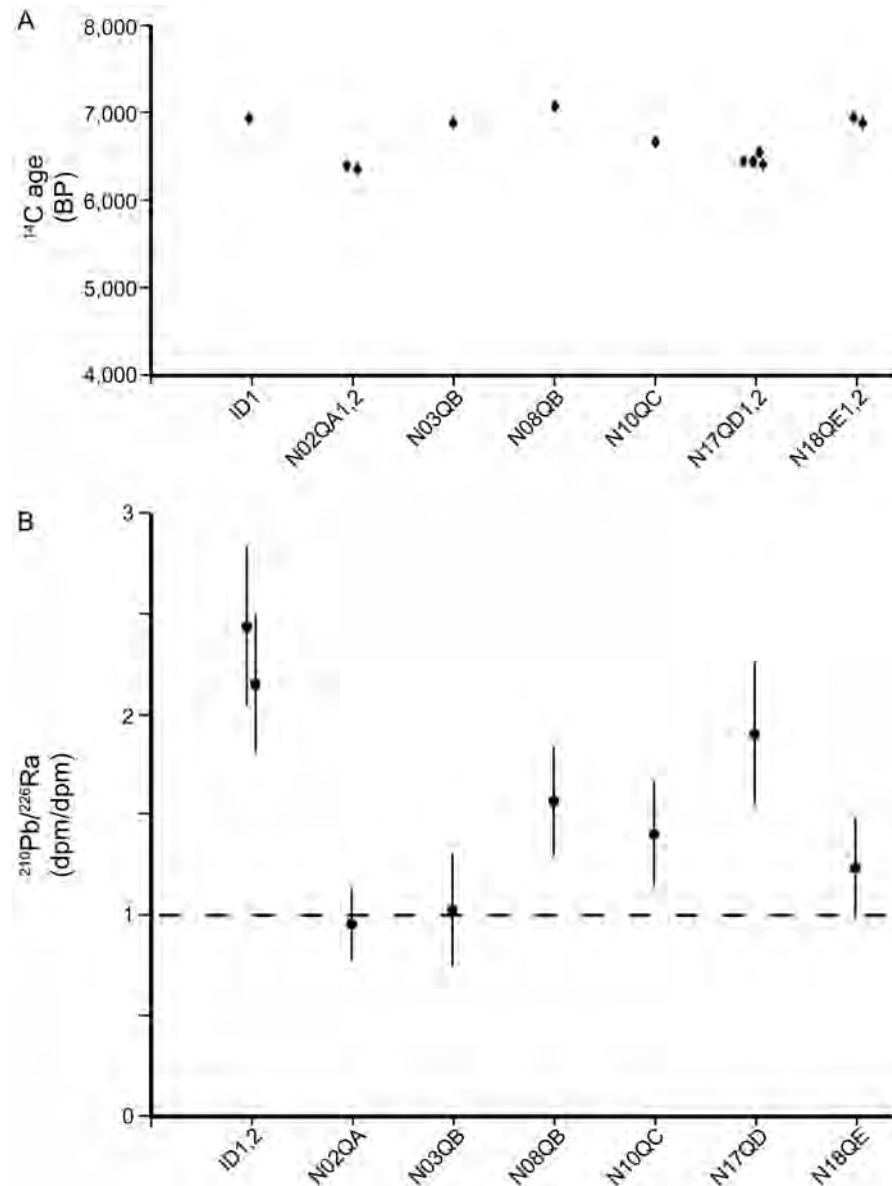 A
8,000
7,000
6,000
5,000
4,000
¹⁴C age
(BP)
ID1
N02QA1,2
N03QB
N08QB
N10QC
N17QD1,2
N18QE1,2
B
3
2
1
0
²¹⁰Pb/²²⁶Ra
(dpm/dpm)
ID1,2
N02QA
N03QB
N08QB
N10QC
N17QD
N18QE